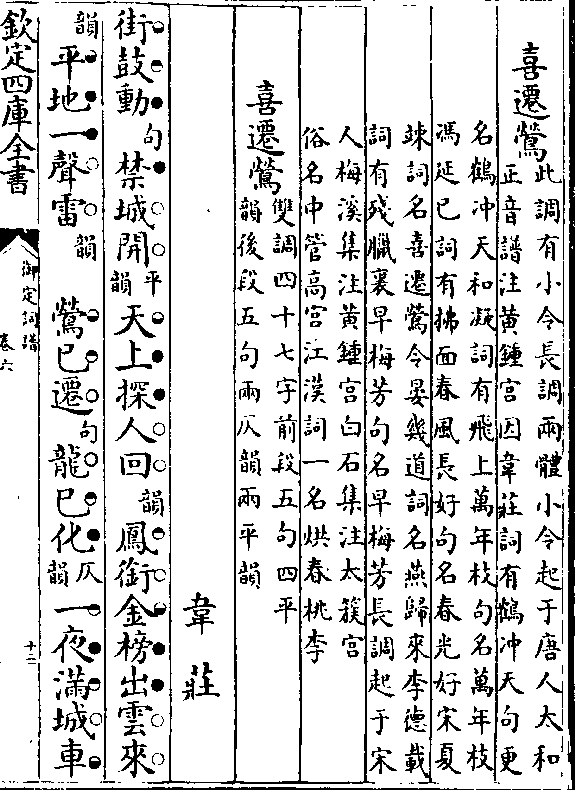 喜遷鶯
此調有小令長調兩體小令起于唐人太和
正音譜注黃鍾宮因韋莊詞有鶴冲天句更
名鶴冲天和凝詞有飛上萬年枝句名萬年枝
馮延巳詞有拂面春風長好句名春光好宋夏
竦詞名喜遷鶯令晏幾道詞名燕歸來李德載
詞有殘臘裏早梅芳句名早梅芳長調起于宋
人梅溪集注黃鍾宮白石集注太簇宮
俗名中管高宮江漢詞一名烘春桃李
喜遷鶯
雙調四十七字前段五句四平
韻後段五句兩仄韻兩平韻
韋莊
街鼓動句禁城開平韻天上探人回韻鳳銜金榜出雲來
韻平地一聲雷韻鶯已遷句龍已化仄韻一夜滿城車
欽定四庫全書
御定詞譜
卷六
十二